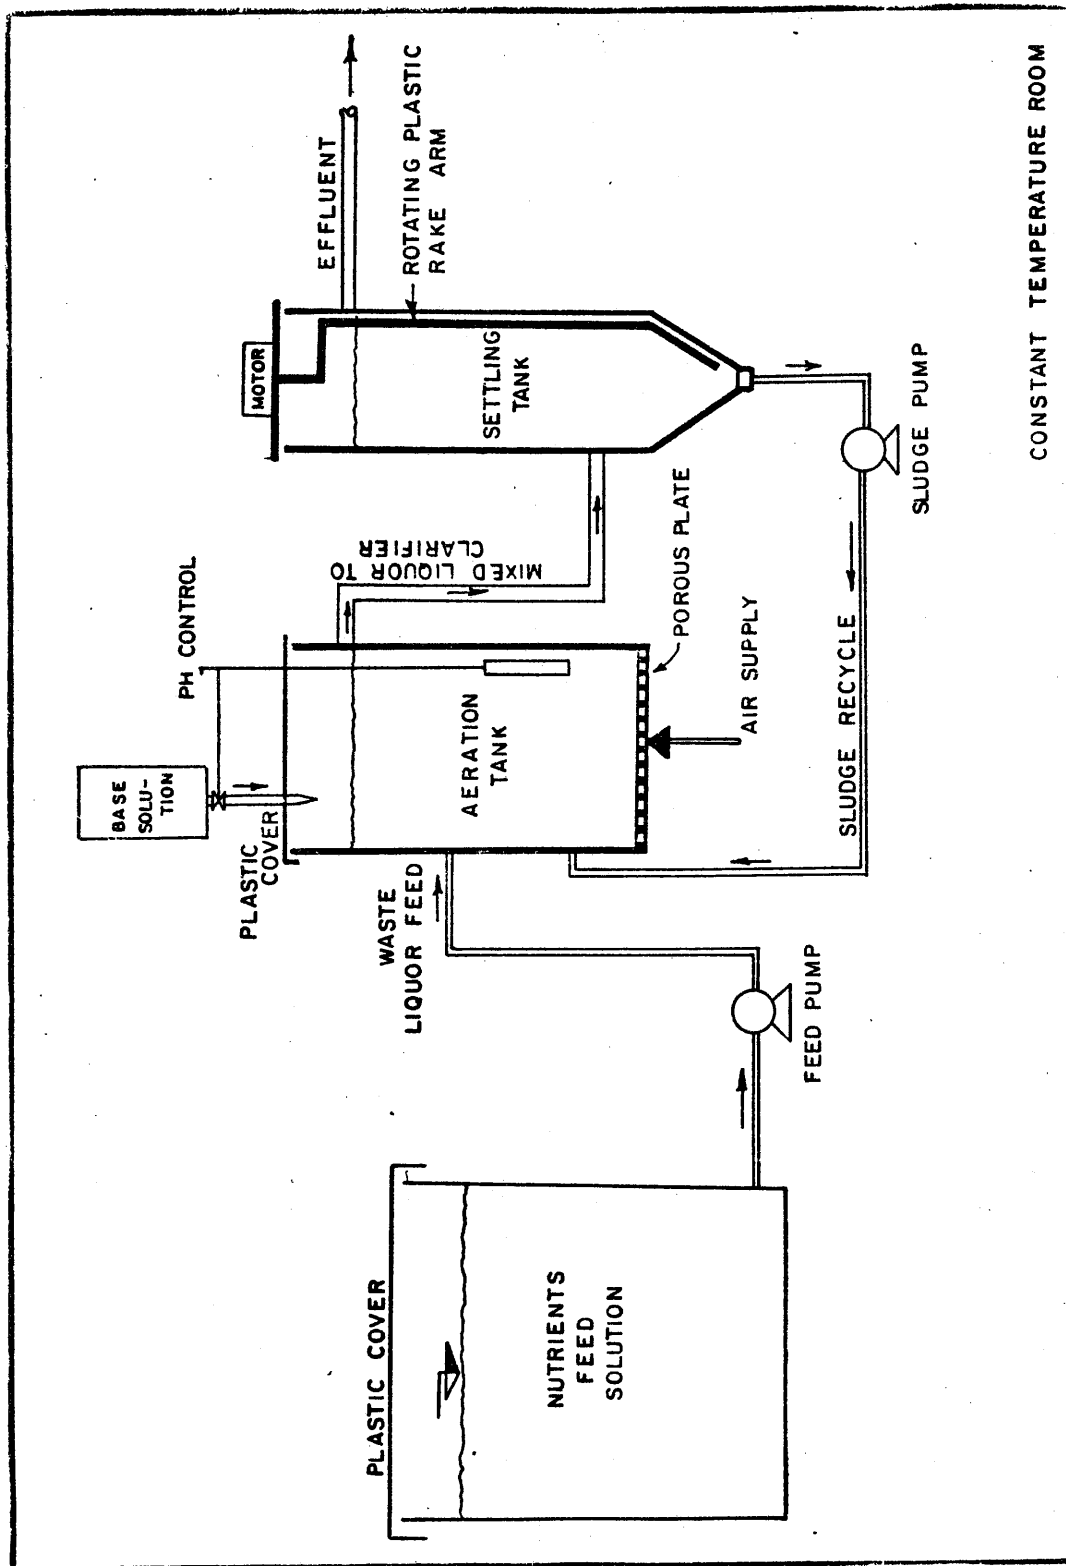 PLASTIC COVER
NUTRIENTS
FEED
SOLUTION
FEED PUMP
WASTE
LIQUOR FEED
PLASTIC
COVER
BASE
SOLU-
TION
PH CONTROL
AERATION
TANK
MIXED LIQUOR TO
CLARIFIER
POROUS PLATE
AIR SUPPLY
SLUDGE RECYCLE
SLUDGE PUMP
MOTOR
SETTLING
TANK
EFFLUENT
ROTATING PLASTIC
RAKE ARM
CONSTANT TEMPERATURE ROOM